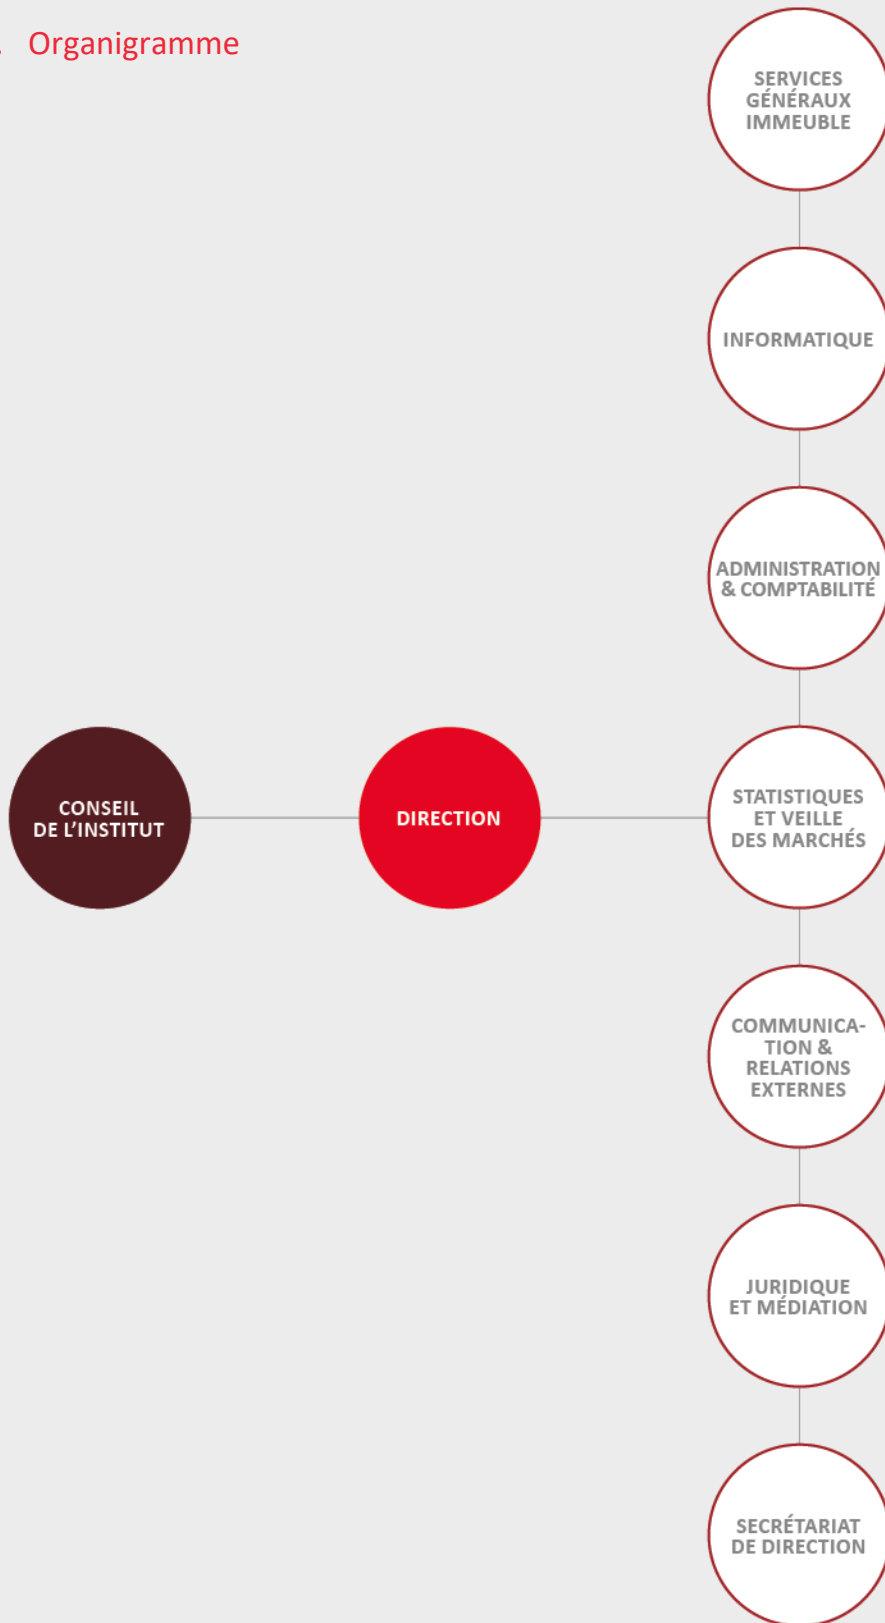 . Organigramme
SERVICES
GÉNÉRAUX
IMMEUBLE
INFORMATIQUE
ADMINISTRATION
& COMPTABILITÉ
CONSEIL
DE L’INSTITUT
DIRECTION
STATISTIQUES
ET VEILLE
DES MARCHÉS
COMMUNICA-
TION &
RELATIONS
EXTERNES
JURIDIQUE
ET MÉDIATION
SECRÉTARIAT
DE DIRECTION